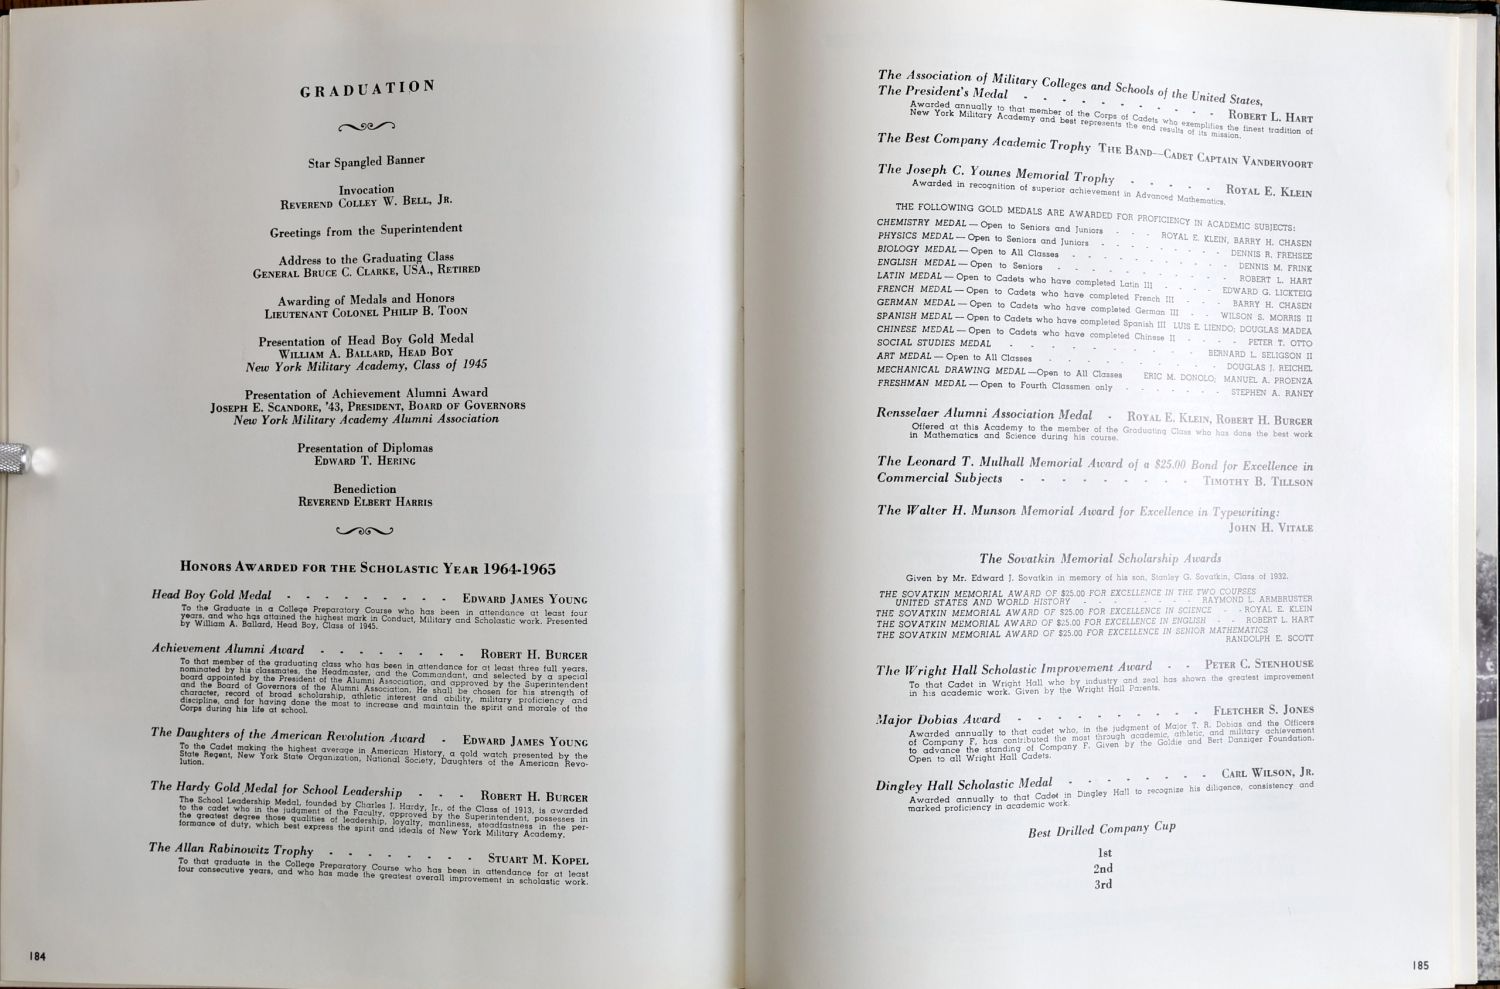 GRADUATION
Star Spangled Banner
Invocation
REVEREND COLLEY W. BELL, JR.
Greetings from the Superintendent
Address to the Graduating Class
GENERAL BRUCE C. CLARKE, USA., RETIRED
Awarding of Medals and Honors
LIEUTENANT COLONEL PHILIP B. TOON
Presentation of Head Boy Gold Medal
WILLIAM A. BALLARD, HEAD BOY
New York Military Academy, Class of 1945
Presentation of Achievement Alumni Award
JOSEPH E. SCANDORE, '43, PRESIDENT, BOARD OF GOVERNORS
New York Military Academy Alumni Association
Presentation of Diplomas
EDWARD T. HERING
Benediction
REVEREND ELBERT HARRIS
HONORS AWARDED FOR THE SCHOLASTIC YEAR 1964-1965
Head Boy Gold Medal - - - - - - - - - EDWARD JAMES YOUNG
To the Graduate in a College Preparatory Course who has been in attendance at least four
years, and who has attained the highest mark in Conduct, Military and Scholastic work. Presented
by William A. Ballard, Head Boy, Class of 1945.
Achievement Alumni Award - - - - - - - - ROBERT H. BURGER
To that member of the graduating class who has been in attendance for at least three full years,
nominated by his classmates, the Headmaster, and the Commandant, and selected by a special
board appointed by the President of the Alumni Association, and approved by the Superintendent
and the Board of Governors of the Alumni Association. He shall be chosen for his strength of
character, record of broad scholarship, athletic interest and ability, military proficiency and
discipline, and for having done the most to increase and maintain the spirit and morale of the
Corps during his life at school.
The Daughters of the American Revolution Award - EDWARD JAMES YOUNG
To the Cadet making the highest average in American History, a gold watch presented by the
State Regent, New York State Organization, National Society, Daughters of the American Revo-
lution.
The Hardy Gold Medal for School Leadership - - - ROBERT H. BURGER
The School Leadership Medal, founded by Charles J. Hardy, Jr., of the Class of 1913, is awarded
to the cadet who in the judgment of the Faculty, approved by the Superintendent, possesses in
the greatest degree those qualities of leadership, loyalty, manliness, steadfastness in the per-
formance of duty, which best express the spirit and ideals of New York Military Academy.
The Allan Rabinowitz Trophy - - - - - - - - STUART M. KOPEL
To that graduate in the College Preparatory Course who has been in attendance for at least
four consecutive years, and who has made the greatest overall improvement in scholastic work.
184
The Association of Military Colleges and Schools of the United States,
The President's Medal - - - - - - - - - - ROBERT L. HART
Awarded annually to that member of the Corps of Cadets who exemplifies the finest tradition of
New York Military Academy and best represents the end results of its mission.
The Best Company Academic Trophy THE BAND—CADET CAPTAIN VANDERVOORT
The Joseph C. Younes Memorial Trophy - - - - - ROYAL E. KLEIN
Awarded in recognition of superior achievement in Advanced Mathematics.
THE FOLLOWING GOLD MEDALS ARE AWARDED FOR PROFICIENCY IN ACADEMIC SUBJECTS:
CHEMISTRY MEDAL — Open to Seniors and Juniors - - - ROYAL E. KLEIN, BARRY H. CHASEN
PHYSICS MEDAL — Open to Seniors and Juniors - - - - - - - - DENNIS R. FREHSEE
BIOLOGY MEDAL — Open to All Classes - - - - - - - - - DENNIS M. FRINK
ENGLISH MEDAL — Open to Seniors - - - - - - - - - - ROBERT L. HART
LATIN MEDAL — Open to Cadets who have completed Latin III - - - - EDWARD G. LICKTEIG
FRENCH MEDAL — Open to Cadets who have completed French III - - - BARRY H. CHASEN
GERMAN MEDAL — Open to Cadets who have completed German III - - WILSON S. MORRIS II
SPANISH MEDAL — Open to Cadets who have completed Spanish III LUIS E. LIENDO; DOUGLAS MADEA
CHINESE MEDAL — Open to Cadets who have completed Chinese II - - - - PETER T. OTTO
SOCIAL STUDIES MEDAL - - - - - - - - - - BERNARD L. SELIGSON II
ART MEDAL — Open to All Classes - - - - - - - - - DOUGLAS J. REICHEL
MECHANICAL DRAWING MEDAL —Open to All Classes ERIC M. DONOLO; MANUEL A. PROENZA
FRESHMAN MEDAL — Open to Fourth Classmen only - - - - - - - STEPHEN A. RANEY
Rensselaer Alumni Association Medal - ROYAL E. KLEIN, ROBERT H. BURGER
Offered at this Academy to the member of the Graduating Class who has done the best work
in Mathematics and Science during his course.
The Leonard T. Mulhall Memorial Award of a $25.00 Bond for Excellence in
Commercial Subjects - - - - - - - - - TIMOTHY B. TILLSON
The Walter H. Munson Memorial Award for Excellence in Typewriting:
JOHN H. VITALE
The Sovatkin Memorial Scholarship Awards
Given by Mr. Edward J. Sovatkin in memory of his son, Stanley G. Sovatkin, Class of 1932.
THE SOVATKIN MEMORIAL AWARD OF $25.00 FOR EXCELLENCE IN THE TWO COURSES
UNITED STATES AND WORLD HISTORY - - - - - - RAYMOND L. ARMBRUSTER
THE SOVATKIN MEMORIAL AWARD OF $25.00 FOR EXCELLENCE IN SCIENCE - - ROYAL E. KLEIN
THE SOVATKIN MEMORIAL AWARD OF $25.00 FOR EXCELLENCE IN ENGLISH - - ROBERT L. HART
THE SOVATKIN MEMORIAL AWARD OF $25.00 FOR EXCELLENCE IN SENIOR MATHEMATICS
RANDOLPH E. SCOTT
The Wright Hall Scholastic Improvement Award - - PETER C. STENHOUSE
To that Cadet in Wright Hall who by industry and zeal has shown the greatest improvement
in his academic work. Given by the Wright Hall Parents.
Major Dobias Award - - - - - - - - - - FLETCHER S. JONES
Awarded annually to that cadet who, in the judgment of Major T. R. Dobias and the Officers
of Company F, has contributed the most through academic, athletic, and military achievement
to advance the standing of Company F. Given by the Goldie and Bert Danziger Foundation.
Open to all Wright Hall Cadets.
Dingley Hall Scholastic Medal - - - - - - - CARL WILSON, JR.
Awarded annually to that Cadet in Dingley Hall to recognize his diligence, consistency and
marked proficiency in academic work.
Best Drilled Company Cup
1st
2nd
3rd
185